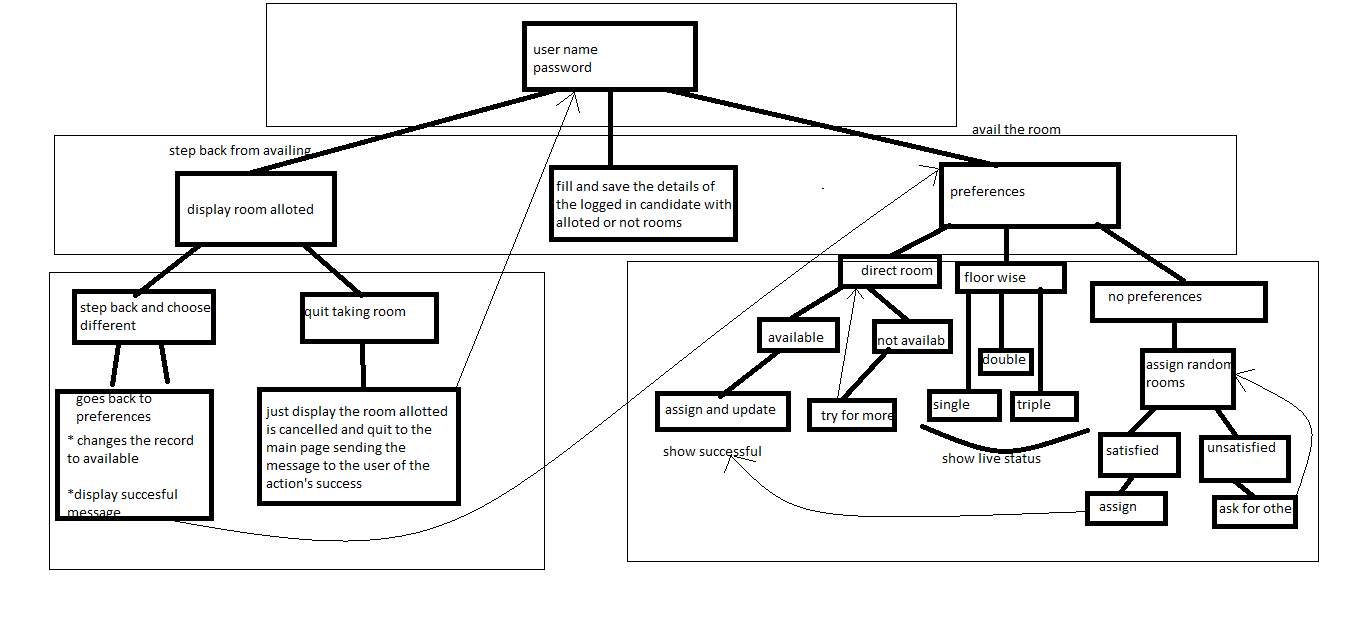 user name
password
avail the room
step back from availing
display room alloted
fill and save the details of
the logged in candidate with
alloted or not rooms
preferences
step back and choose
different
quit taking room
direct room
floor wise
no preferences
available
not availab
double
assign random
rooms
goes back to
preferences
* changes the record
to available
*display succesful
message
just display the room allotted
is cancelled and quit to the
main page sending the
message to the user of the
action's success
assign and update
try for more
single
triple
show successful
show live status
satisfied
unsatisfied
assign
ask for othe